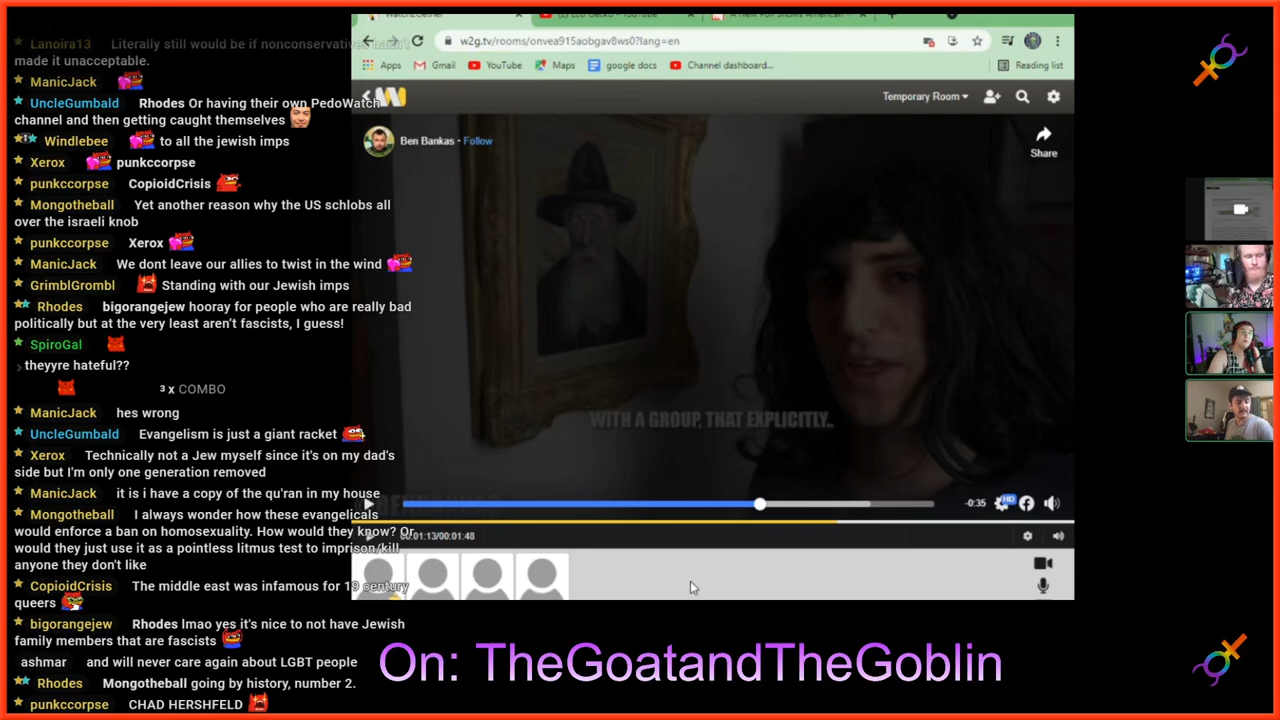 Lanoira13 Literally still would be if nonconservatives hadn't
made it unacceptable.
ManicJack
UncleGumbald Rhodes Or having their own PedoWatch
channel and then getting caught themselves
Windlebee to all the jewish imps
Xerox punkccorpse
punkccorpse CopioidCrisis
Mongotheball Yet another reason why the US schlobs all
over the israeli knob
punkccorpse Xerox
ManicJack We dont leave our allies to twist in the wind
GrimblGrombl Standing with our Jewish imps
Rhodes bigorangejew hooray for people who are really bad
politically but at the very least aren't fascists, I guess!
SpiroGal
theyyre hateful??
3 x COMBO
ManicJack hes wrong
UncleGumbald Evangelism is just a giant racket
Xerox Technically not a Jew myself since it's on my dad's
side but I'm only one generation removed
ManicJack it is i have a copy of the qu'ran in my house
Mongotheball I always wonder how these evangelicals
would enforce a ban on homosexuality. How would they know? Or
would they just use it as a pointless litmus test to imprison/kill
anyone they don't like
CopioidCrisis The middle east was infamous for 19 century
queers
bigorangejew Rhodes lmao yes it's nice to not have Jewish
family members that are fascists
ashmar and will never care again about LGBT people
Rhodes Mongotheball going by history, number 2.
punkccorpse CHAD HERSHFELD
w2g.tv/rooms/onvea915aobgav8ws0?lang=en
Apps Gmail YouTube Maps google docs Channel dashboard... Reading list
Temporary Room
Ben Bankas · Follow
Share
WITH A GROUP, THAT EXPLICITLY..
-0:35 HD
00:01:13/00:01:48
On: TheGoatandTheGoblin